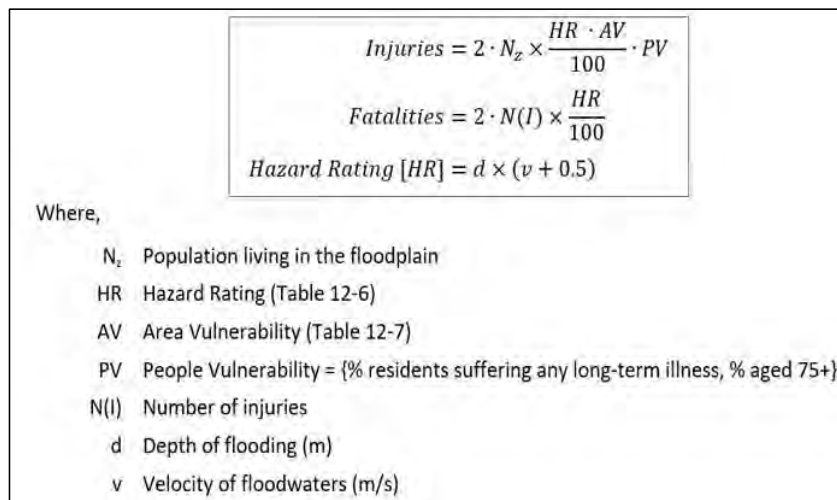 Injuries = 2 · N_z × HR · AV / 100 · PV
Fatalities = 2 · N(I) × HR / 100
Hazard Rating [HR] = d × (v + 0.5)
Where,
N_z Population living in the floodplain
HR Hazard Rating (Table 12-6)
AV Area Vulnerability (Table 12-7)
PV People Vulnerability = {% residents suffering any long-term illness, % aged 75+}
N(I) Number of injuries
d Depth of flooding (m)
v Velocity of floodwaters (m/s)